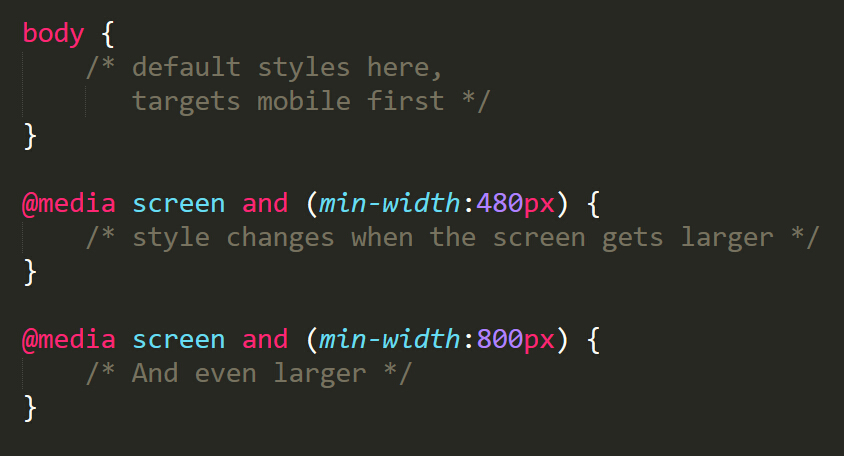 body {
    /* default styles here,
       targets mobile first */
}
@media screen and (min-width:480px) {
    /* style changes when the screen gets larger */
}
@media screen and (min-width:800px) {
    /* And even larger */
}